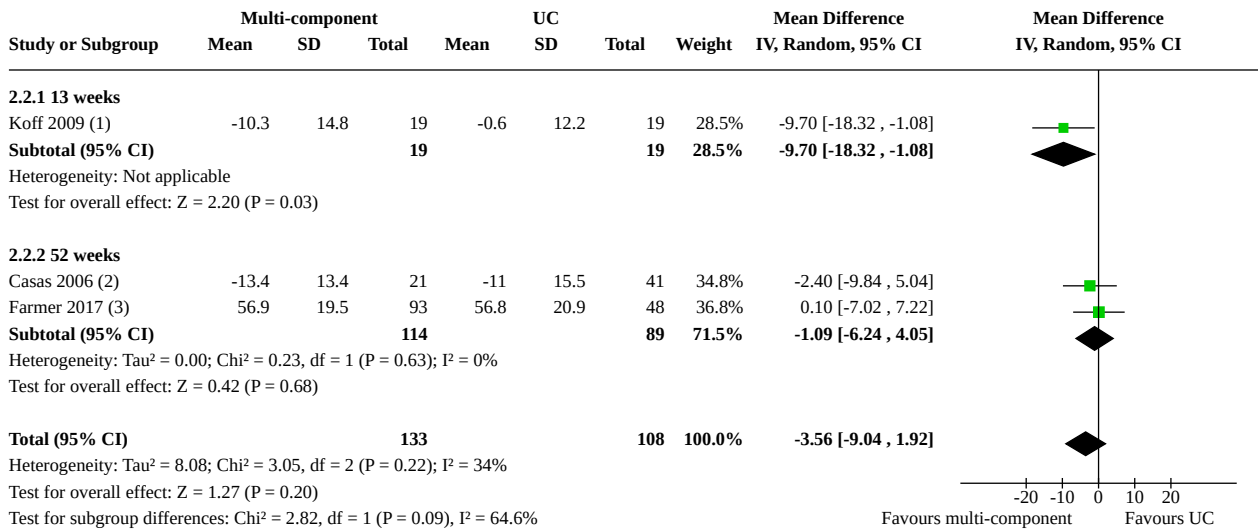 Multi-component UC Mean Difference Mean Difference
Study or Subgroup Mean SD Total Mean SD Total Weight IV, Random, 95% CI IV, Random, 95% CI
2.2.1 13 weeks
Koff 2009 (1) -10.3 14.8 19 -0.6 12.2 19 28.5% -9.70 [-18.32 , -1.08]
Subtotal (95% CI) 19 19 28.5% -9.70 [-18.32 , -1.08]
Heterogeneity: Not applicable
Test for overall effect: Z = 2.20 (P = 0.03)
2.2.2 52 weeks
Casas 2006 (2) -13.4 13.4 21 -11 15.5 41 34.8% -2.40 [-9.84 , 5.04]
Farmer 2017 (3) 56.9 19.5 93 56.8 20.9 48 36.8% 0.10 [-7.02 , 7.22]
Subtotal (95% CI) 114 89 71.5% -1.09 [-6.24 , 4.05]
Heterogeneity: Tau² = 0.00; Chi² = 0.23, df = 1 (P = 0.63); I² = 0%
Test for overall effect: Z = 0.42 (P = 0.68)
Total (95% CI) 133 108 100.0% -3.56 [-9.04 , 1.92]
Heterogeneity: Tau² = 8.08; Chi² = 3.05, df = 2 (P = 0.22); I² = 34%
Test for overall effect: Z = 1.27 (P = 0.20) -20 -10 0 10 20
Test for subgroup differences: Chi² = 2.82, df = 1 (P = 0.09), I² = 64.6% Favours multi-component Favours UC